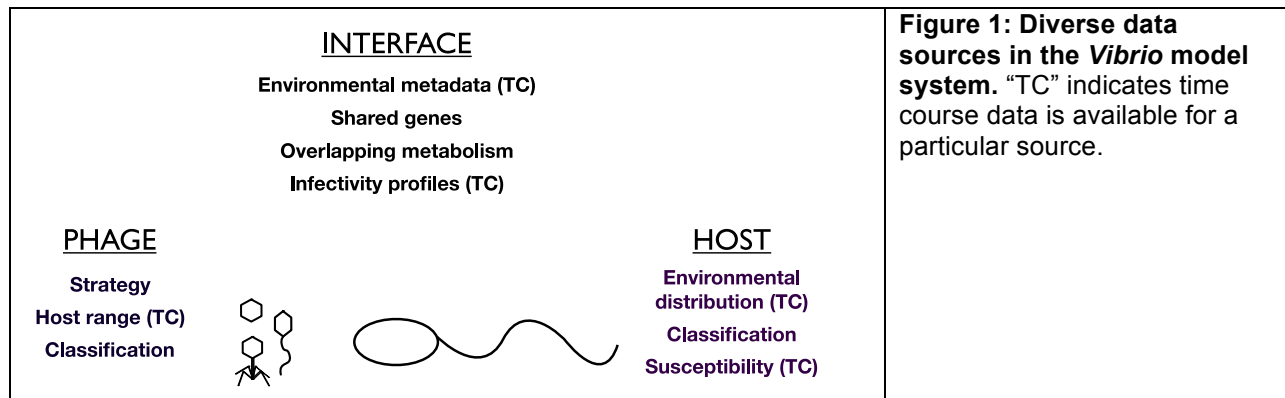 INTERFACE
Environmental metadata (TC)
Shared genes
Overlapping metabolism
Infectivity profiles (TC)
PHAGE
Strategy
Host range (TC)
Classification
HOST
Environmental
distribution (TC)
Classification
Susceptibility (TC)
Figure 1: Diverse data
sources in the Vibrio model
system. “TC” indicates time
course data is available for a
particular source.